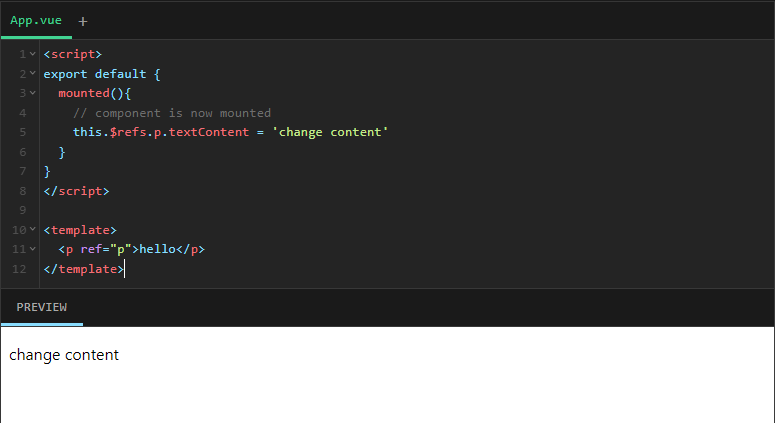 App.vue +
1 <script>
2 export default {
3   mounted(){
4     // component is now mounted
5     this.$refs.p.textContent = 'change content'
6   }
7 }
8 </script>
9
10 <template>
11   <p ref="p">hello</p>
12 </template>
PREVIEW
change content